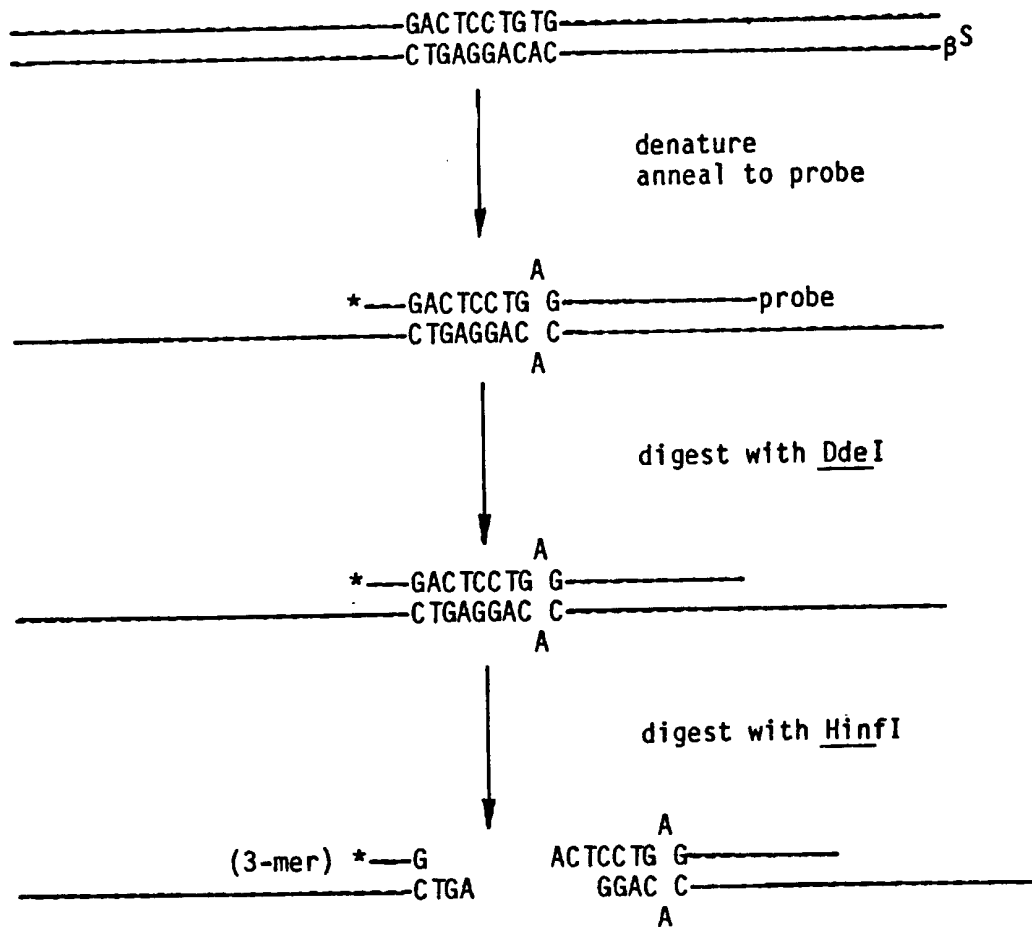 GACTCCTGTG
CTGAGGACAC βS
denature
anneal to probe
A
*—GACTCCTG G—probe
CTGAGGAC C
A
digest with DdeI
A
*—GACTCCTG G
CTGAGGAC C
A
digest with HinfI
A
(3-mer) *—G ACTCCTG G
CTGA GGAC C
A